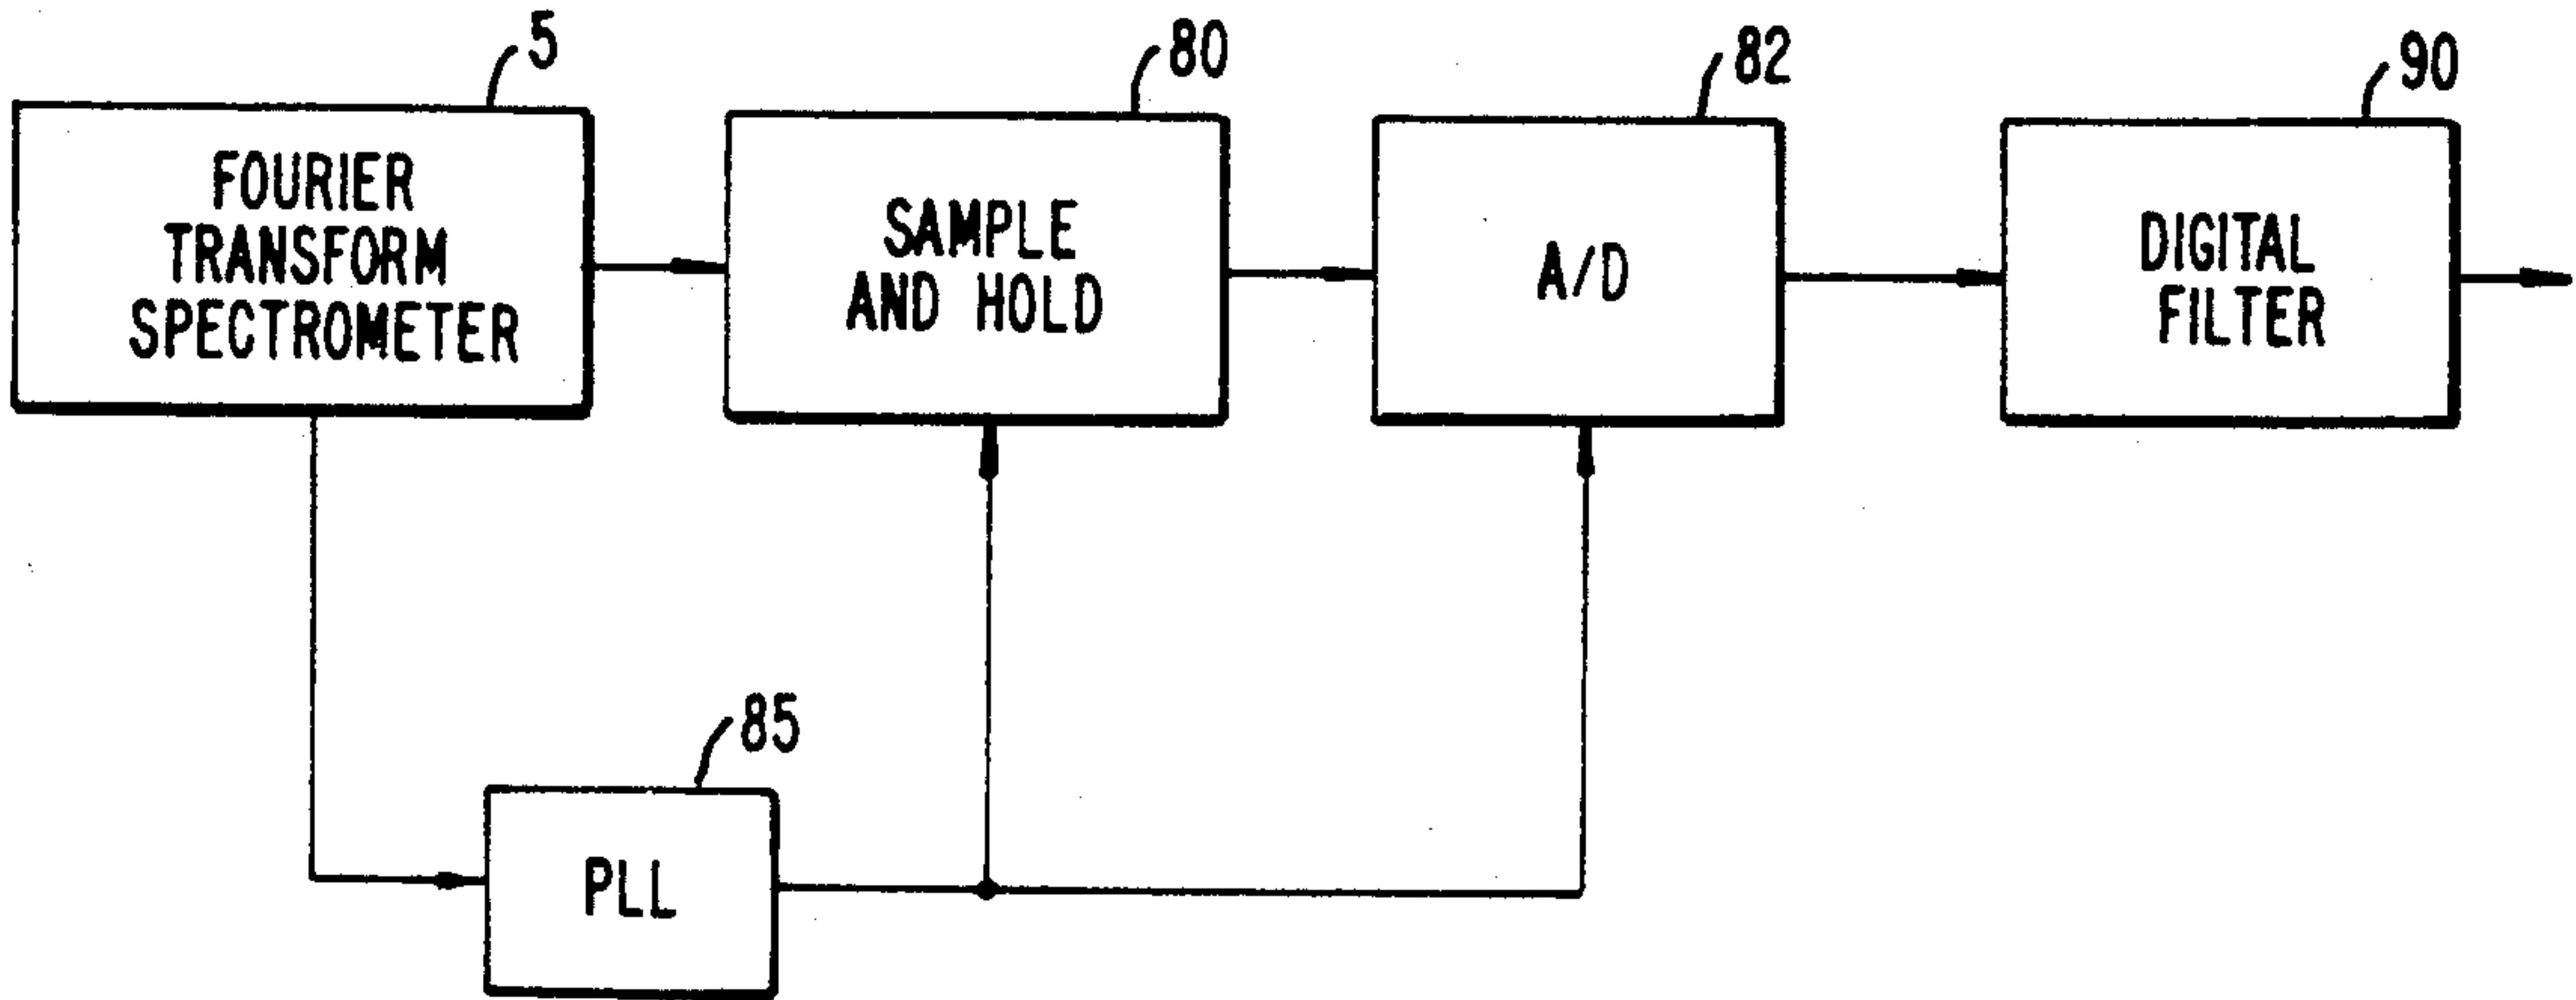 5
80
82
90
FOURIER
TRANSFORM
SPECTROMETER
SAMPLE
AND HOLD
A/D
DIGITAL
FILTER
85
PLL